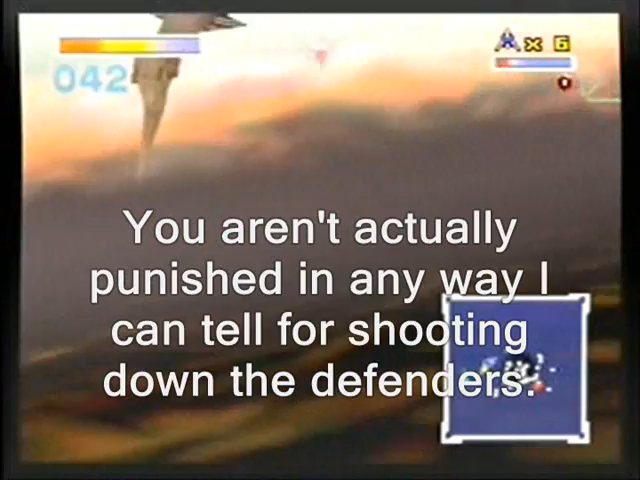 042
x 6
You aren't actually
punished in any way I
can tell for shooting
down the defenders.